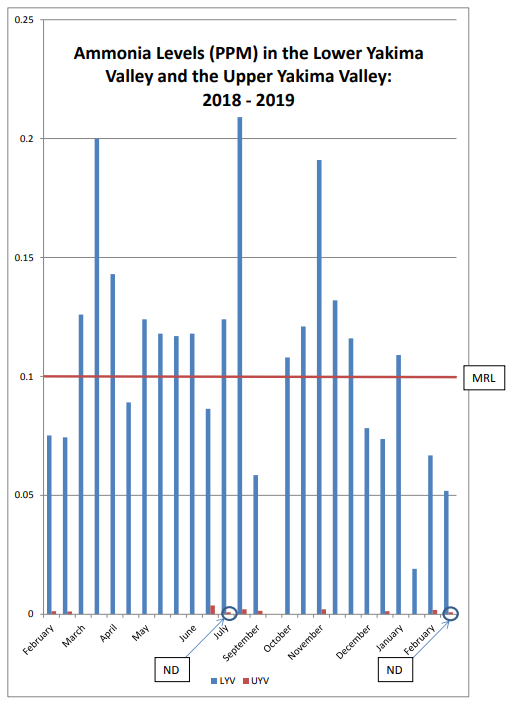 Ammonia Levels (PPM) in the Lower Yakima
Valley and the Upper Yakima Valley:
2018 - 2019
0.25
0.2
0.15
0.1
0.05
0
MRL
February
March
April
May
June
July
September
October
November
December
January
February
ND
ND
LYV
UYV